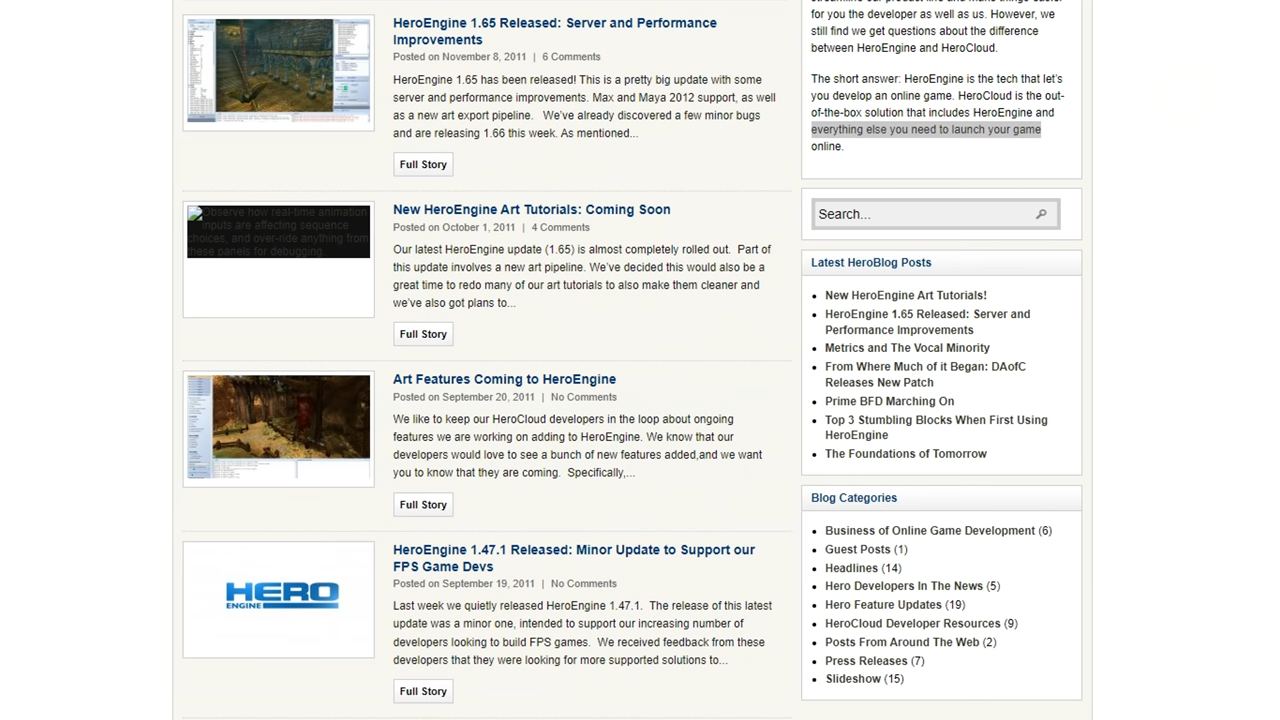 HeroEngine 1.65 Released: Server and Performance
Improvements
Posted on November 8, 2011 | 6 Comments
HeroEngine 1.65 has been released! This is a pretty big update with some
server and performance improvements. Max and Maya 2012 support, as well
as a new art export pipeline. We've already discovered a few minor bugs
and are releasing 1.66 this week. As mentioned...
Full Story
Observe how real-time animation
inputs are affecting sequence
choices, and over-ride anything from
these panels for debugging
New HeroEngine Art Tutorials: Coming Soon
Posted on October 1, 2011 | 4 Comments
Our latest HeroEngine update (1.65) is almost completely rolled out. Part of
this update involves a new art pipeline. We've decided this would also be a
great time to redo many of our art tutorials to also make them cleaner and
we've also got plans to...
Full Story
Art Features Coming to HeroEngine
Posted on September 20, 2011 | No Comments
We like to keep our HeroCloud developers in the loop about ongoing
features we are working on adding to HeroEngine. We know that our
developers would love to see a bunch of new features added,and we want
you to know that they are coming. Specifically,...
Full Story
HERO
ENGINE
HeroEngine 1.47.1 Released: Minor Update to Support our
FPS Game Devs
Posted on September 19, 2011 | No Comments
Last week we quietly released HeroEngine 1.47.1. The release of this latest
update was a minor one, intended to support our increasing number of
developers looking to build FPS games. We received feedback from these
developers that they were looking for more supported solutions to...
Full Story
for you the developer as well as us. However, we
still find we get questions about the difference
between HeroEngine and HeroCloud.
The short answer: HeroEngine is the tech that let's
you develop an online game. HeroCloud is the out-
of-the-box solution that includes HeroEngine and
everything else you need to launch your game
online.
Search...
Latest HeroBlog Posts
New HeroEngine Art Tutorials!
HeroEngine 1.65 Released: Server and
Performance Improvements
Metrics and The Vocal Minority
From Where Much of it Began: DAofC
Releases New Patch
Prime BFD Marching On
Top 3 Stumbling Blocks When First Using
HeroEngine
The Foundations of Tomorrow
Blog Categories
Business of Online Game Development (6)
Guest Posts (1)
Headlines (14)
Hero Developers In The News (5)
Hero Feature Updates (19)
HeroCloud Developer Resources (9)
Posts From Around The Web (2)
Press Releases (7)
Slideshow (15)